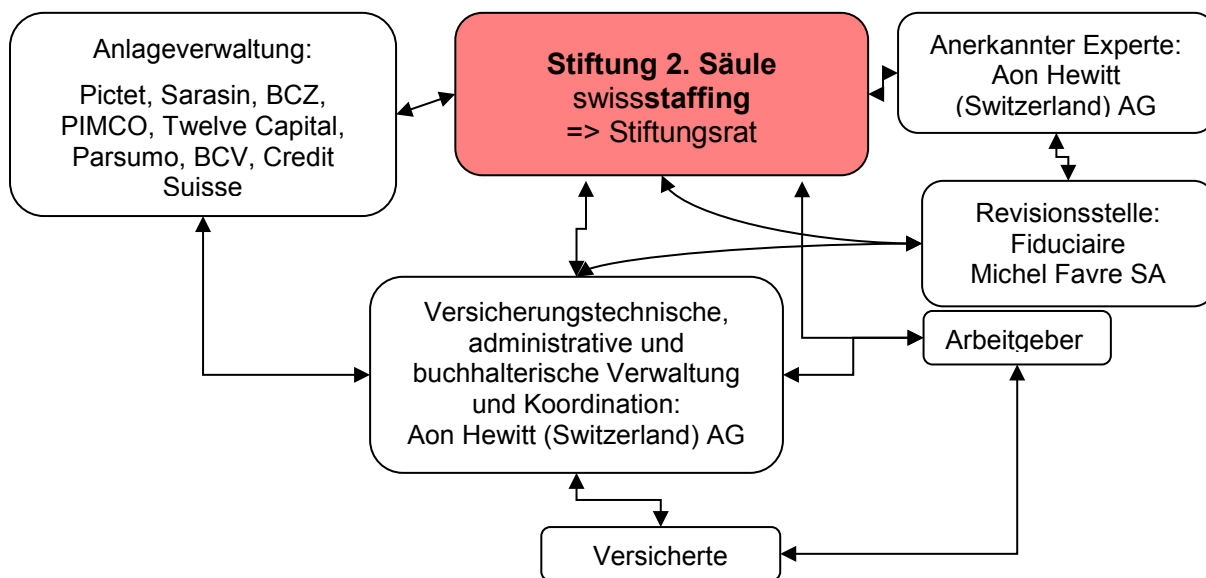 Anlageverwaltung:
Pictet, Sarasin, BCZ,
PIMCO, Twelve Capital,
Parsumo, BCV, Credit
Suisse
Stiftung 2. Säule
swissstaffing
=> Stiftungsrat
Anerkannter Experte:
Aon Hewitt
(Switzerland) AG
Revisionsstelle:
Fiduciaire
Michel Favre SA
Versicherungstechnische,
administrative und
buchhalterische Verwaltung
und Koordination:
Aon Hewitt (Switzerland) AG
Arbeitgeber
Versicherte